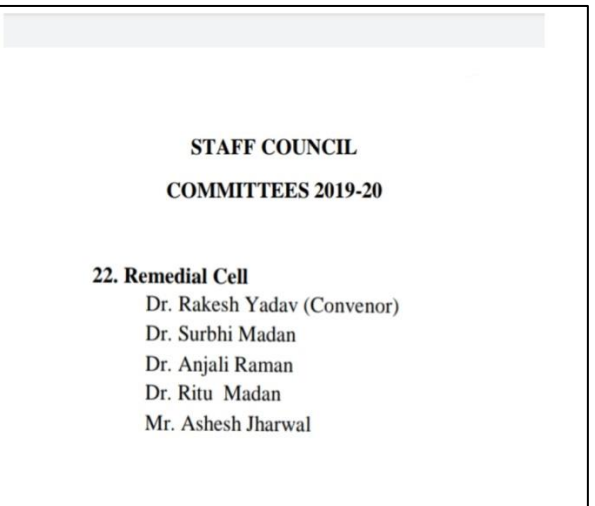 STAFF COUNCIL
COMMITTEES 2019-20
22. Remedial Cell
Dr. Rakesh Yadav (Convenor)
Dr. Surbhi Madan
Dr. Anjali Raman
Dr. Ritu Madan
Mr. Ashesh Jharwal